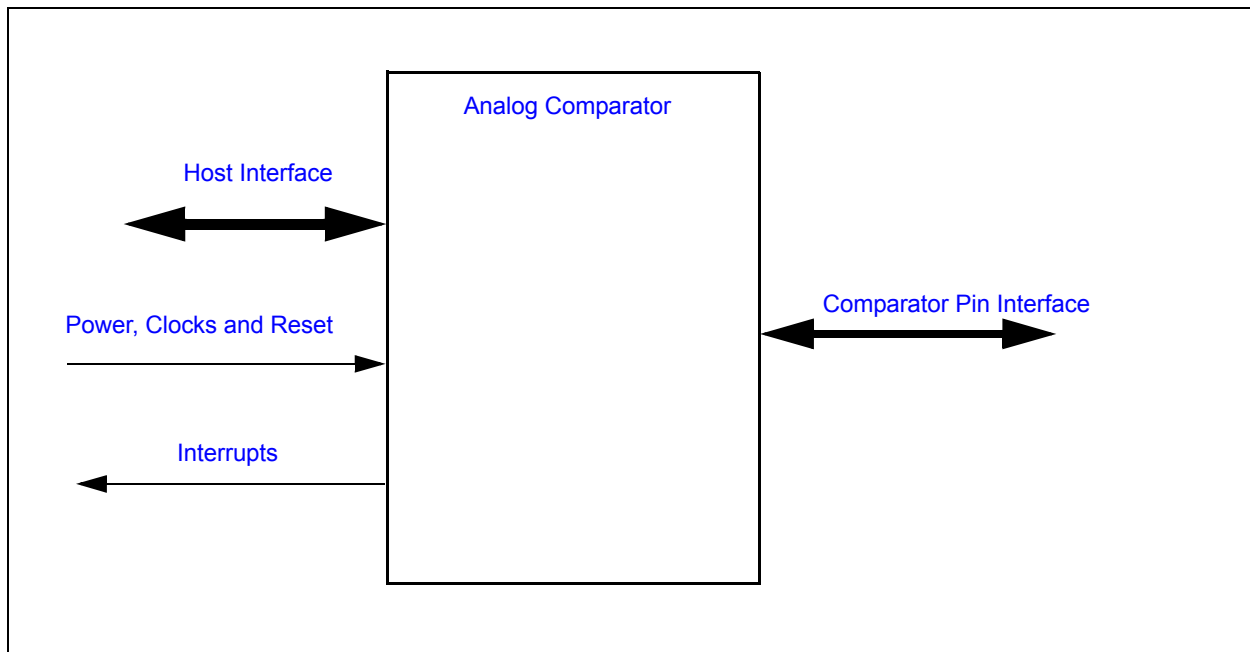 Analog Comparator
Host Interface
Power, Clocks and Reset
Comparator Pin Interface
Interrupts